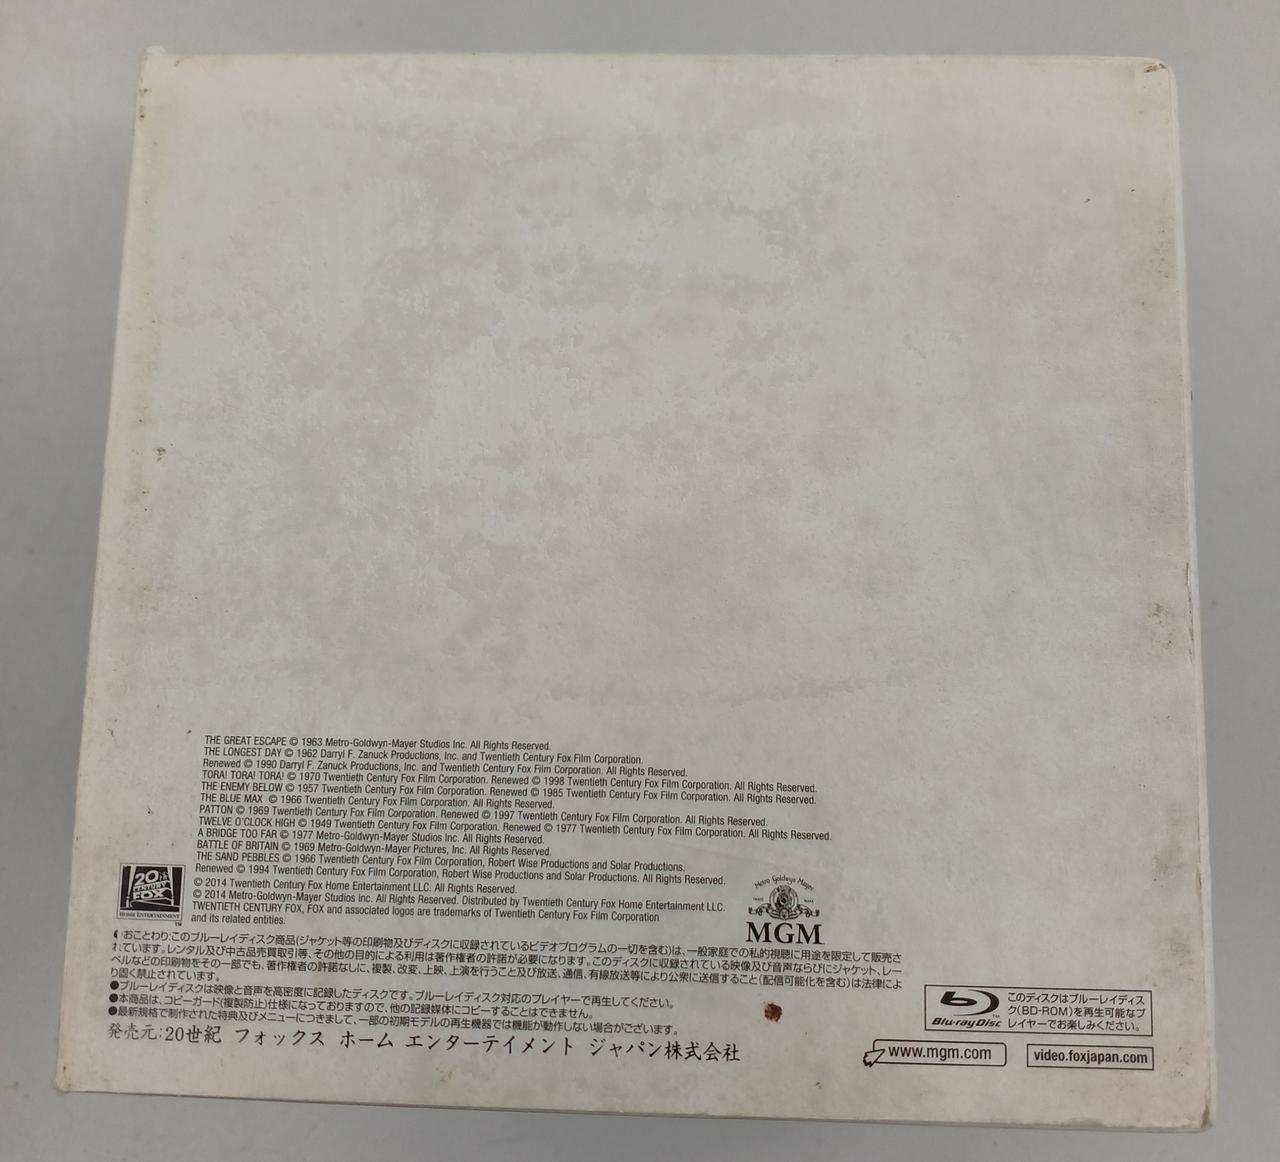 THE GREAT ESCAPE © 1963 Metro-Goldwyn-Mayer Studios Inc. All Rights Reserved.
THE LONGEST DAY © 1962 Darryl F. Zanuck Productions, Inc. and Twentieth Century Fox Film Corporation.
Renewed © 1990 Darryl F. Zanuck Productions, Inc. and Twentieth Century Fox Film Corporation. All Rights Reserved.
TORA! TORA! TORA! © 1970 Twentieth Century Fox Film Corporation. Renewed © 1998 Twentieth Century Fox Film Corporation. All Rights Reserved.
THE ENEMY BELOW © 1957 Twentieth Century Fox Film Corporation. Renewed © 1985 Twentieth Century Fox Film Corporation. All Rights Reserved.
THE BLUE MAX © 1966 Twentieth Century Fox Film Corporation. All Rights Reserved.
PATTON © 1969 Twentieth Century Fox Film Corporation. Renewed © 1997 Twentieth Century Fox Film Corporation. All Rights Reserved.
TWELVE O'CLOCK HIGH © 1949 Twentieth Century Fox Film Corporation. Renewed © 1977 Twentieth Century Fox Film Corporation. All Rights Reserved.
A BRIDGE TOO FAR © 1977 Metro-Goldwyn-Mayer Studios Inc. All Rights Reserved.
BATTLE OF BRITAIN © 1969 Metro-Goldwyn-Mayer Pictures, Inc. All Rights Reserved.
THE SAND PEBBLES © 1966 Twentieth Century Fox Film Corporation, Robert Wise Productions and Solar Productions.
Renewed © 1994 Twentieth Century Fox Film Corporation, Robert Wise Productions and Solar Productions. All Rights Reserved.
© 2014 Twentieth Century Fox Home Entertainment LLC. All Rights Reserved.
© 2014 Metro-Goldwyn-Mayer Studios Inc. All Rights Reserved. Distributed by Twentieth Century Fox Home Entertainment LLC.
TWENTIETH CENTURY FOX, FOX and associated logos are trademarks of Twentieth Century Fox Film Corporation
and its related entities.
20th
CENTURY
FOX
HOME ENTERTAINMENT
TM
Metro Goldwyn Mayer
TRADE MARK
MGM
おことわり:このブルーレイディスク商品(ジャケット等の印刷物及びディスクに収録されているビデオプログラムの一切を含む)は、一般家庭での私的視聴に用途を限定して販売さ
れています。レンタル及び中古品売買取引等、その他の目的による利用は著作権者の許諾が必要になります。このディスクに収録されている映像及び音声ならびにジャケット、レー
ベルなどの印刷物をその一部でも、著作権者の許諾なしに、複製、改変、上映、上演を行うこと及び放送、通信、有線放送等により公衆に送信すること(配信可能化を含む)は法律によ
り固く禁止されています。
●ブルーレイディスクは映像と音声を高密度に記録したディスクです。ブルーレイディスク対応のプレイヤーで再生してください。
●本商品は、コピーガード(複製防止)仕様になっておりますので、他の記録媒体にコピーすることはできません。
●最新規格で制作された特典及びメニューにつきまして、一部の初期モデルの再生機器では機能が動作しない場合がございます。
発売元:20世紀 フォックス ホーム エンターテイメント ジャパン株式会社
Blu-ray Disc
TM
このディスクはブルーレイディス
ク(BD-ROM)を再生可能なプ
レイヤーでお楽しみください。
www.mgm.com
video.foxjapan.com